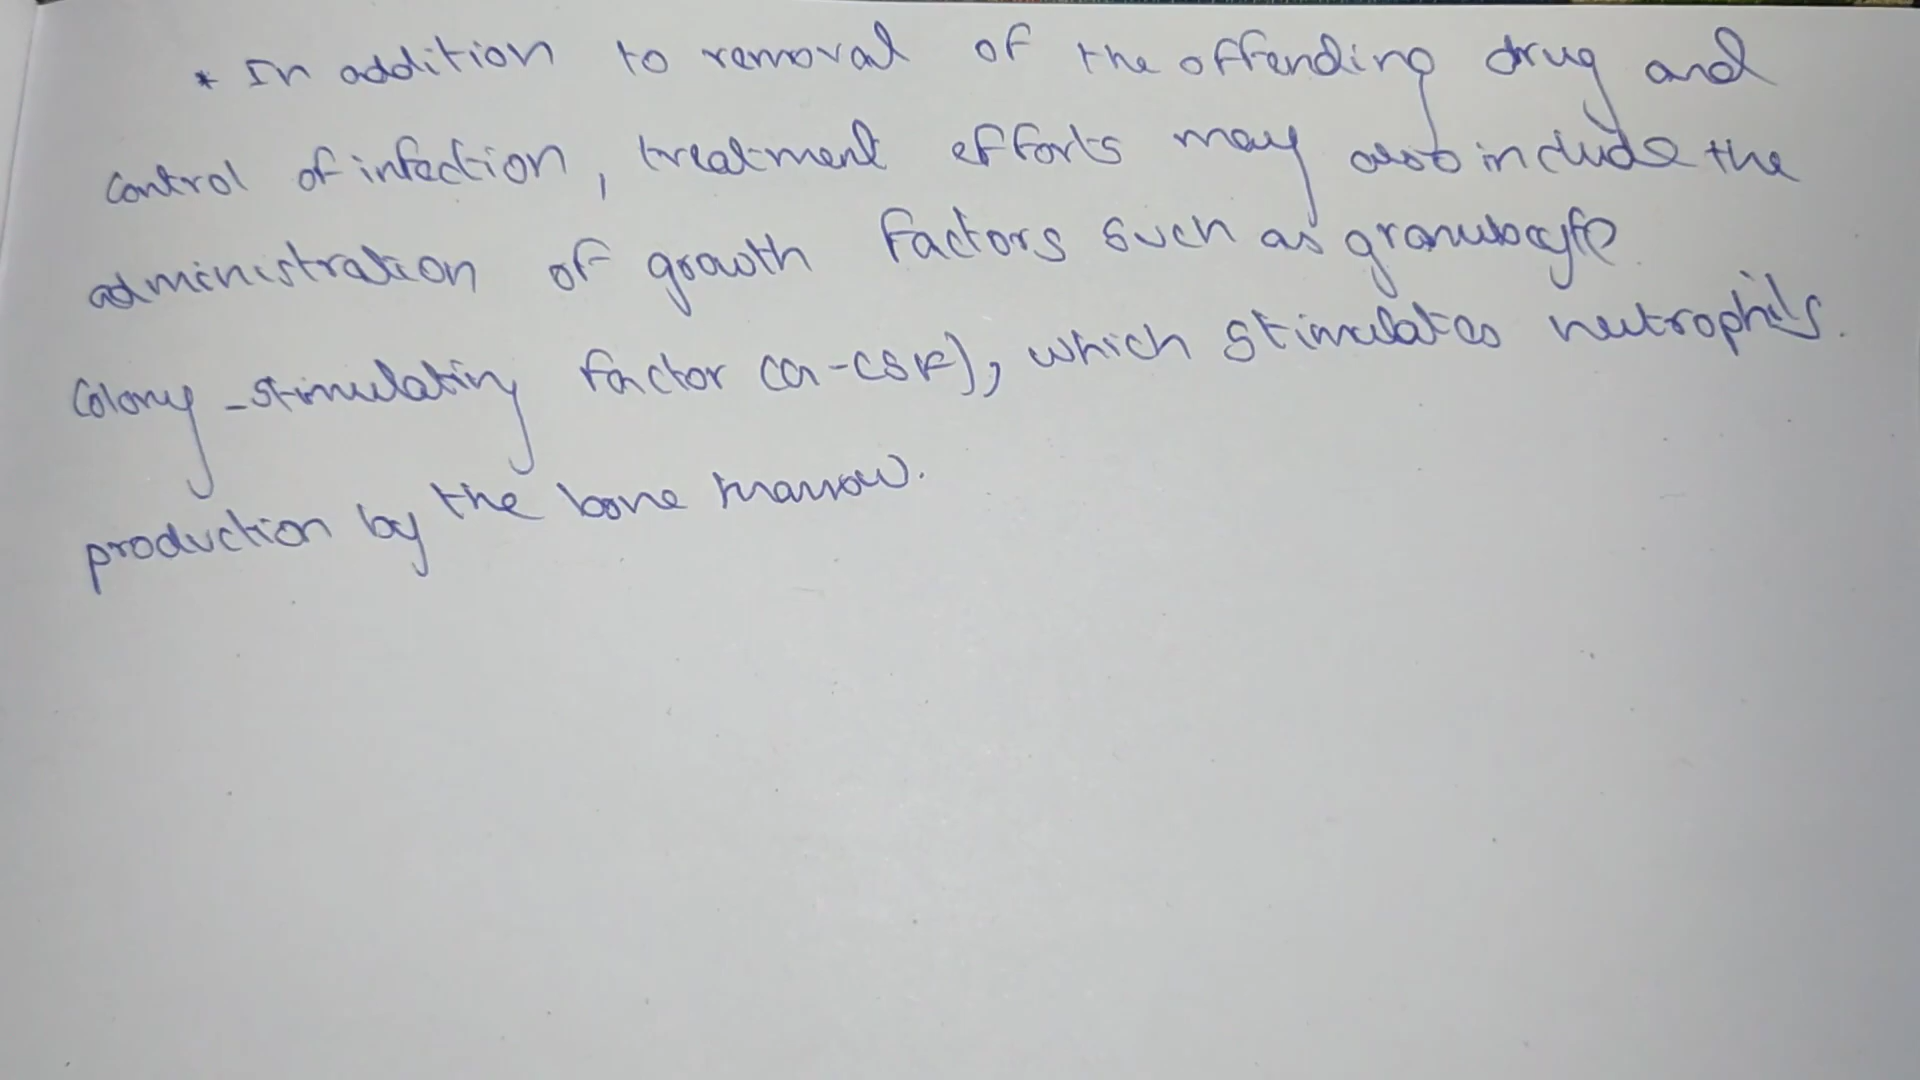 * In addition to removal of the offending drug and
control of infection, treatment efforts may also include the
administration of growth factors such as granulocyte
colony-stimulating factor (G-CSF), which stimulates neutrophils.
production by the bone marrow.